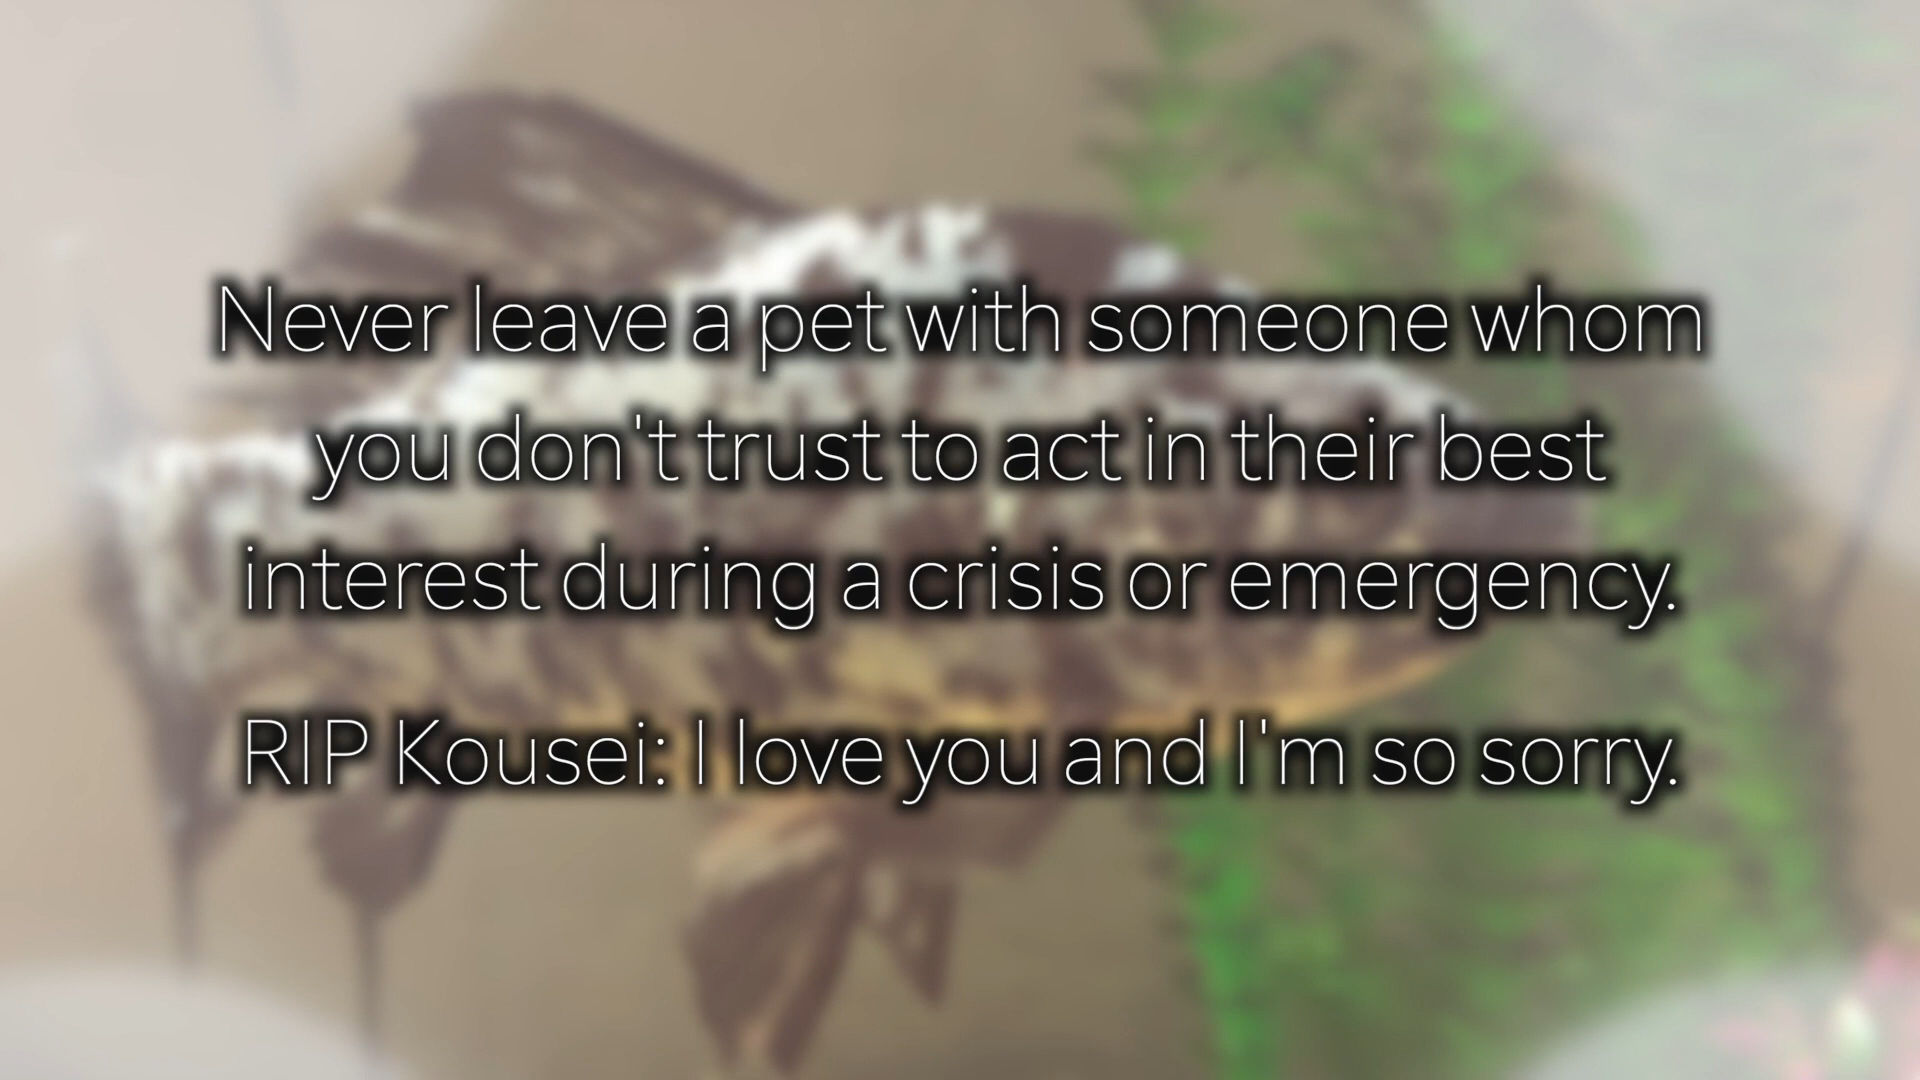 Never leave a pet with someone whom
you don't trust to act in their best
interest during a crisis or emergency.
RIP Kousei: I love you and I'm so sorry.